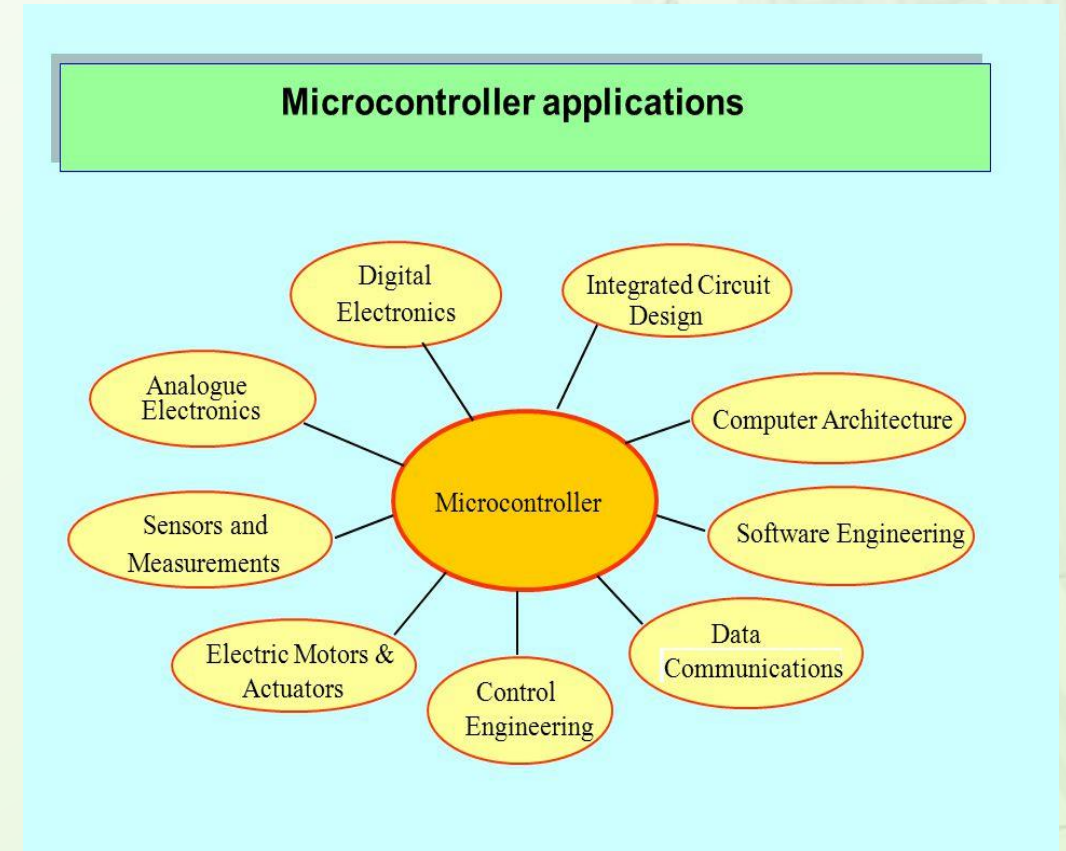 Microcontroller applications
Digital
Electronics
Integrated Circuit
Design
Analogue
Electronics
Computer Architecture
Microcontroller
Sensors and
Measurements
Software Engineering
Electric Motors &
Actuators
Control
Engineering
Data
Communications